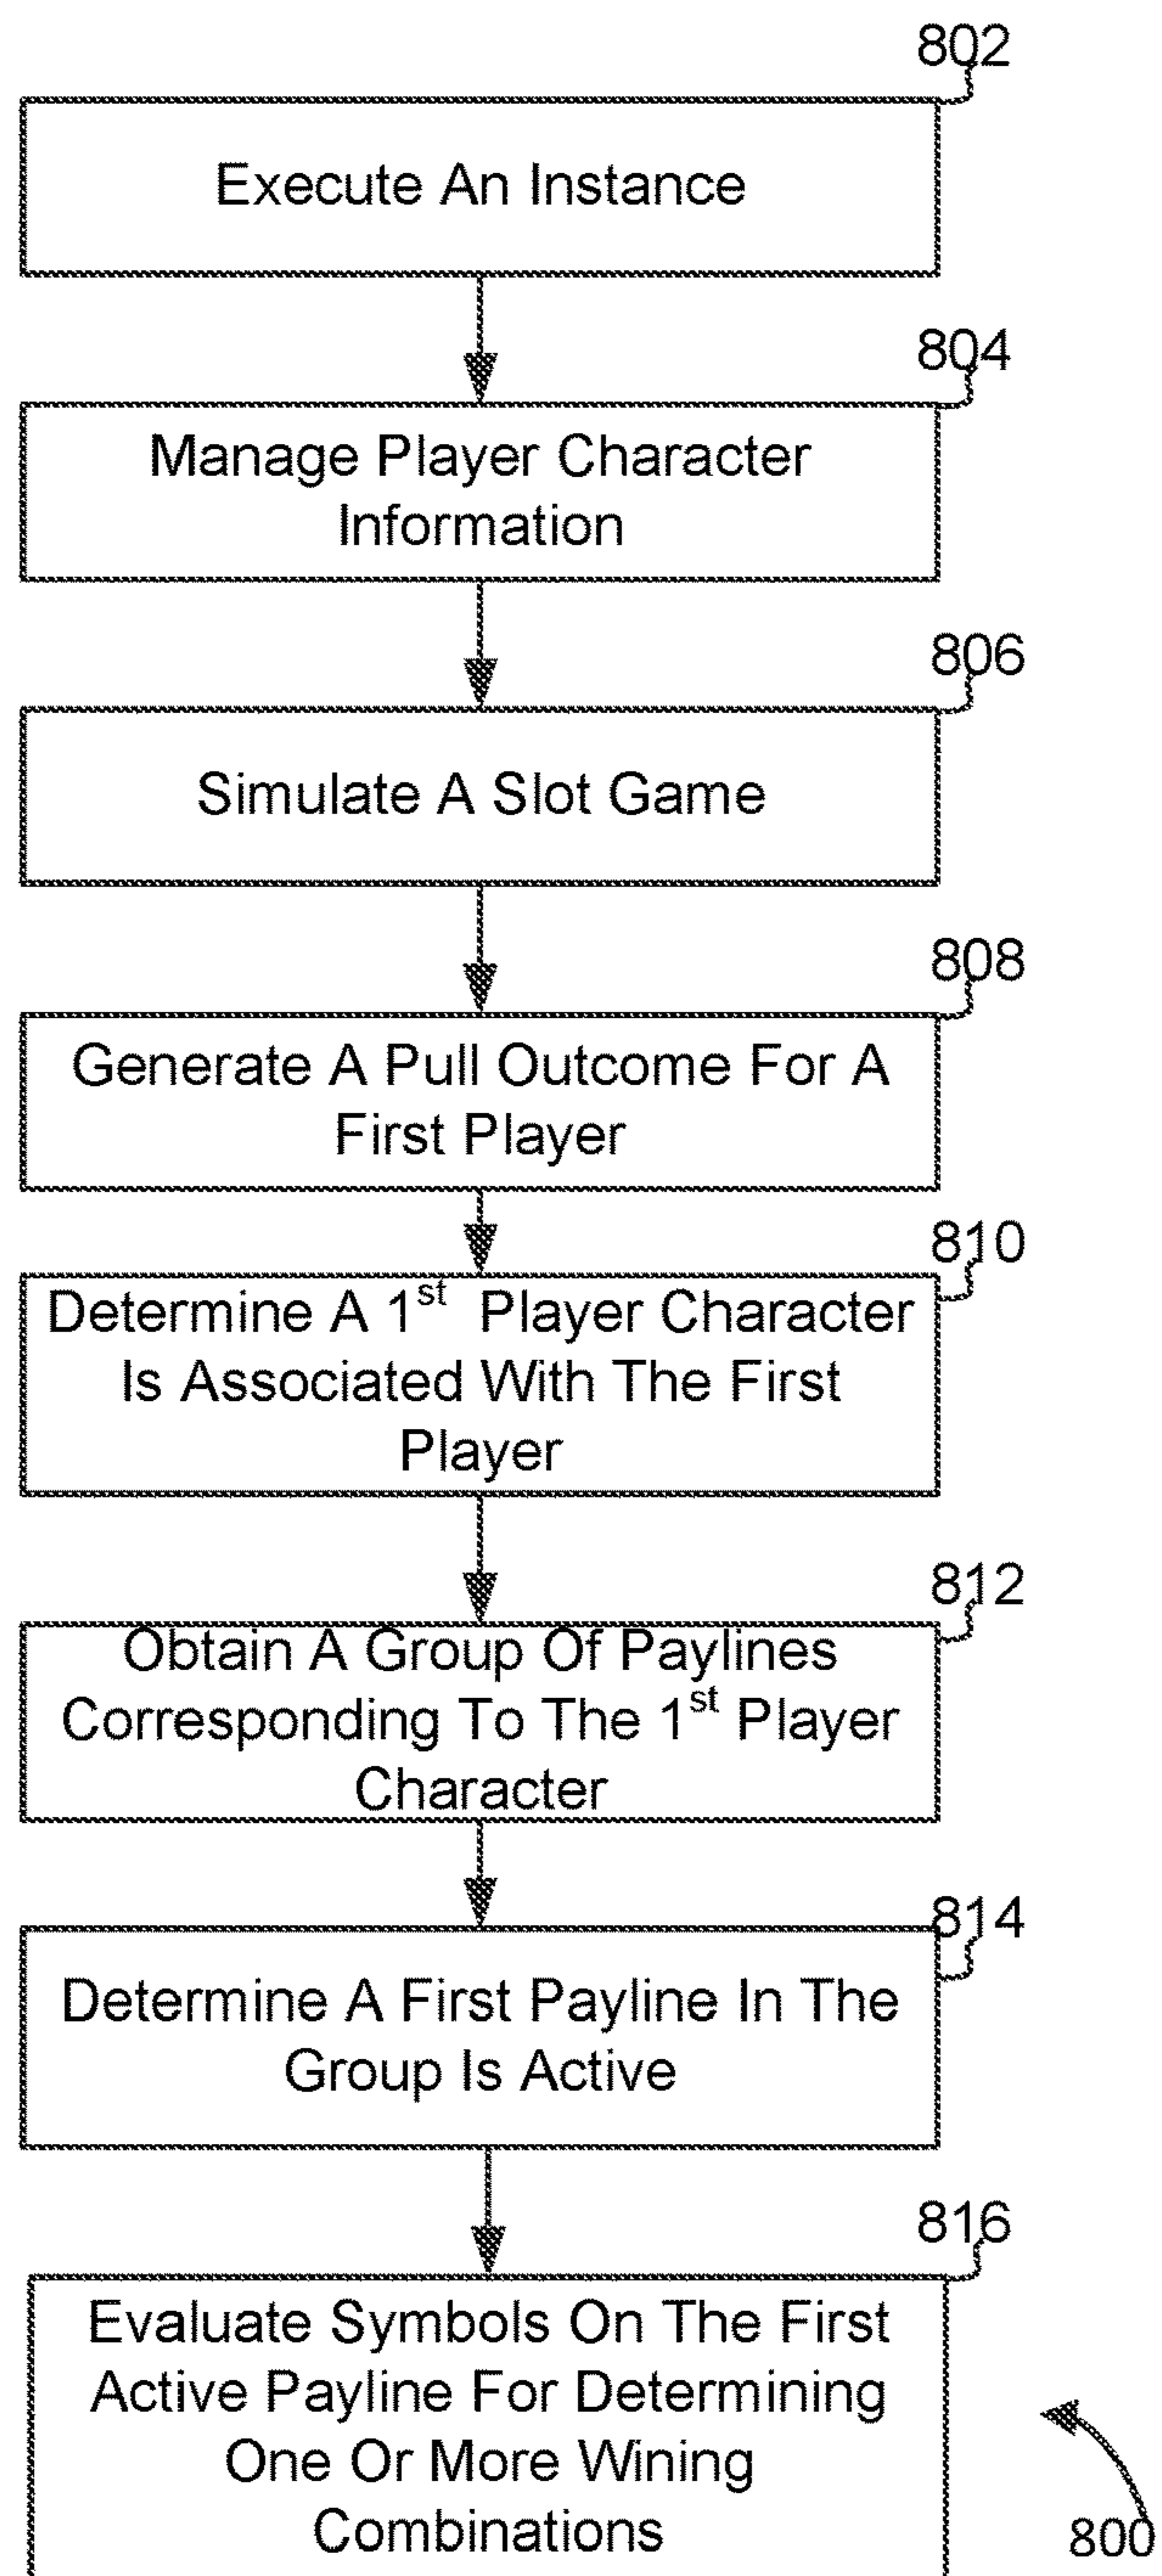 802
Execute An Instance
804
Manage Player Character
Information
806
Simulate A Slot Game
808
Generate A Pull Outcome For A
First Player
810
Determine A 1st Player Character
Is Associated With The First
Player
812
Obtain A Group Of Paylines
Corresponding To The 1st Player
Character
814
Determine A First Payline In The
Group Is Active
816
Evaluate Symbols On The First
Active Payline For Determining
One Or More Wining
Combinations
800